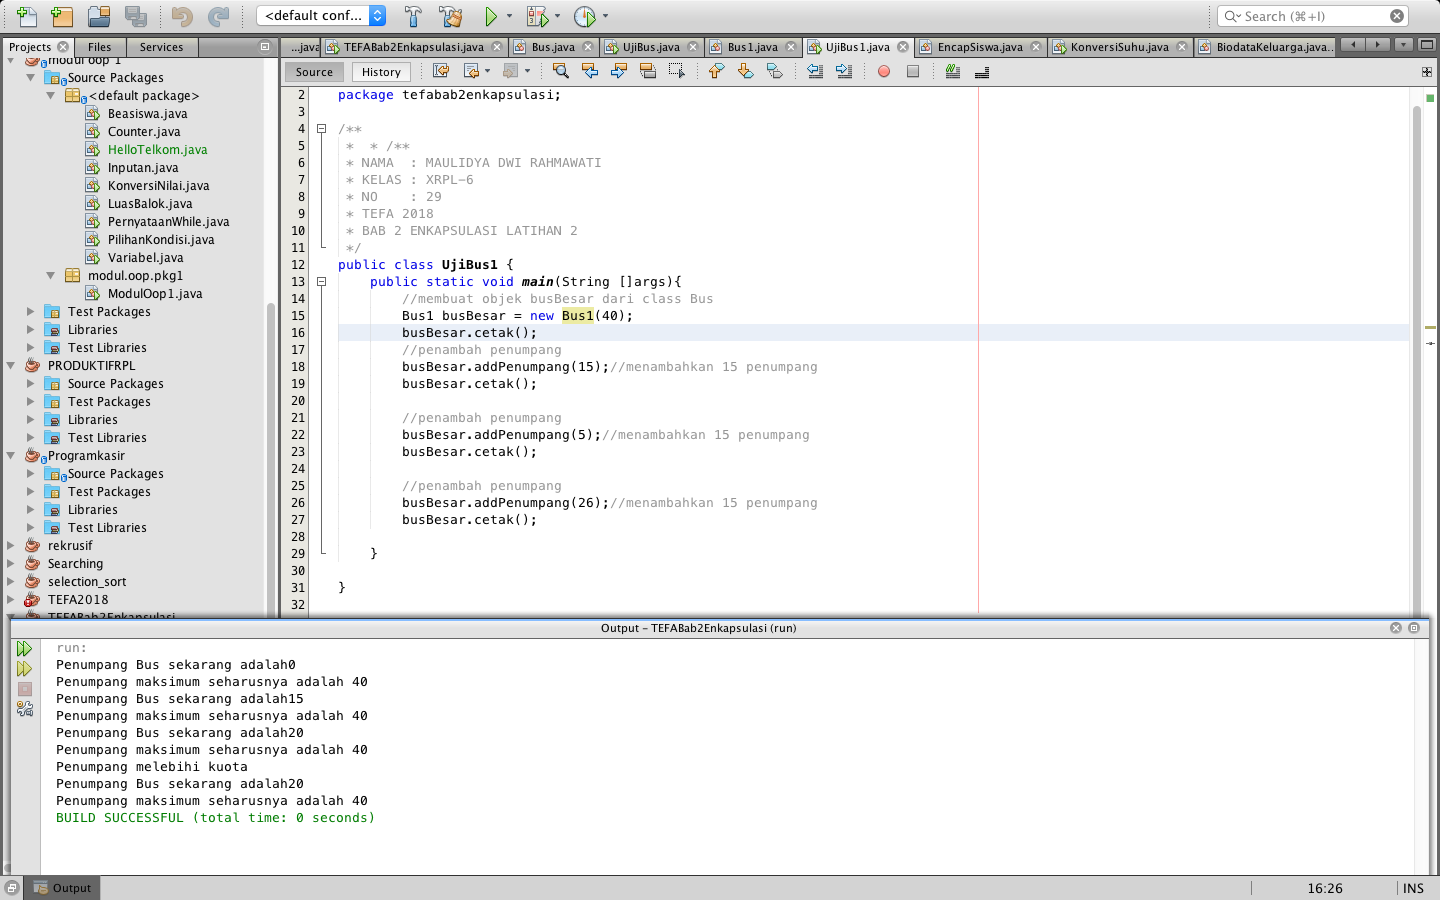 <default conf...
Search (⌘+I)
Projects
Files
Services
...java
TEFABab2Enkapsulasi.java
Bus.java
UjiBus.java
Bus1.java
UjiBus1.java
EncapSiswa.java
KonversiSuhu.java
BiodataKeluarga.java...
Source
History
modul oop 1
Source Packages
<default package>
Beasiswa.java
Counter.java
HelloTelkom.java
Inputan.java
KonversiNilai.java
LuasBalok.java
PernyataanWhile.java
PilihanKondisi.java
Variabel.java
modul.oop.pkg1
ModulOop1.java
Test Packages
Libraries
Test Libraries
PRODUKTIFRPL
Source Packages
Test Packages
Libraries
Test Libraries
Programkasir
Source Packages
Test Packages
Libraries
Test Libraries
rekrusif
Searching
selection_sort
TEFA2018
TEFABab2Enkapsulasi
2 package tefabab2enkapsulasi;
3
4 /**
5 *  * /**
6 * NAMA  : MAULIDYA DWI RAHMAWATI
7 * KELAS : XRPL-6
8 * NO    : 29
9 * TEFA 2018
10 * BAB 2 ENKAPSULASI LATIHAN 2
11 */
12 public class UjiBus1 {
13 public static void main(String []args){
14 //membuat objek busBesar dari class Bus
15 Bus1 busBesar = new Bus1(40);
16 busBesar.cetak();
17 //penambah penumpang
18 busBesar.addPenumpang(15);//menambahkan 15 penumpang
19 busBesar.cetak();
20
21 //penambah penumpang
22 busBesar.addPenumpang(5);//menambahkan 15 penumpang
23 busBesar.cetak();
24
25 //penambah penumpang
26 busBesar.addPenumpang(26);//menambahkan 15 penumpang
27 busBesar.cetak();
28
29 }
30
31 }
32
Output - TEFABab2Enkapsulasi (run)
run:
Penumpang Bus sekarang adalah0
Penumpang maksimum seharusnya adalah 40
Penumpang Bus sekarang adalah15
Penumpang maksimum seharusnya adalah 40
Penumpang Bus sekarang adalah20
Penumpang maksimum seharusnya adalah 40
Penumpang melebihi kuota
Penumpang Bus sekarang adalah20
Penumpang maksimum seharusnya adalah 40
BUILD SUCCESSFUL (total time: 0 seconds)
Output
16:26
INS